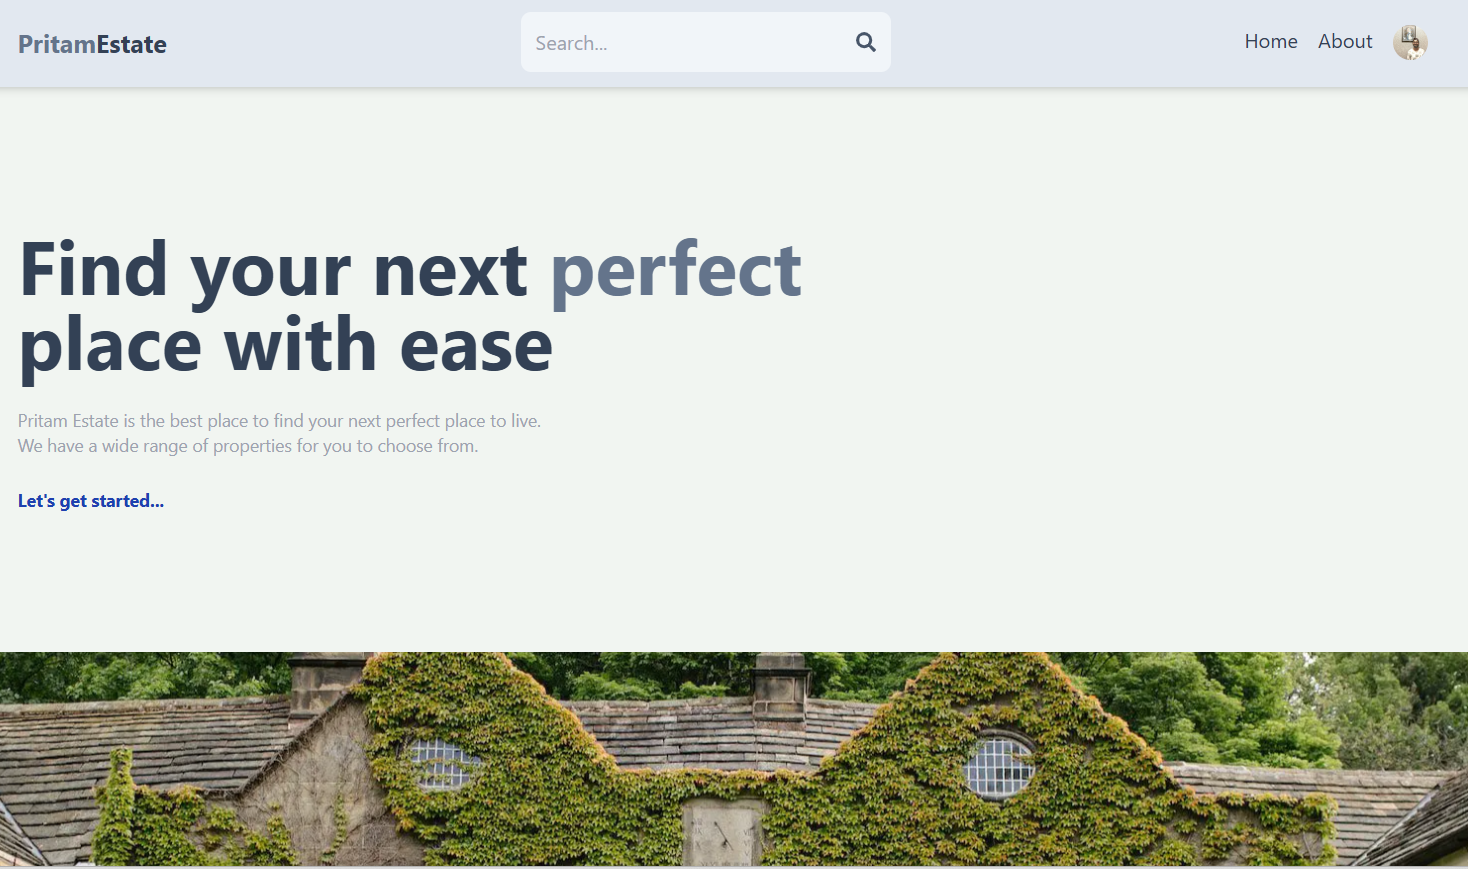 PritamEstate
Search...
Home
About
Find your next perfect
place with ease
Pritam Estate is the best place to find your next perfect place to live.
We have a wide range of properties for you to choose from.
Let's get started...